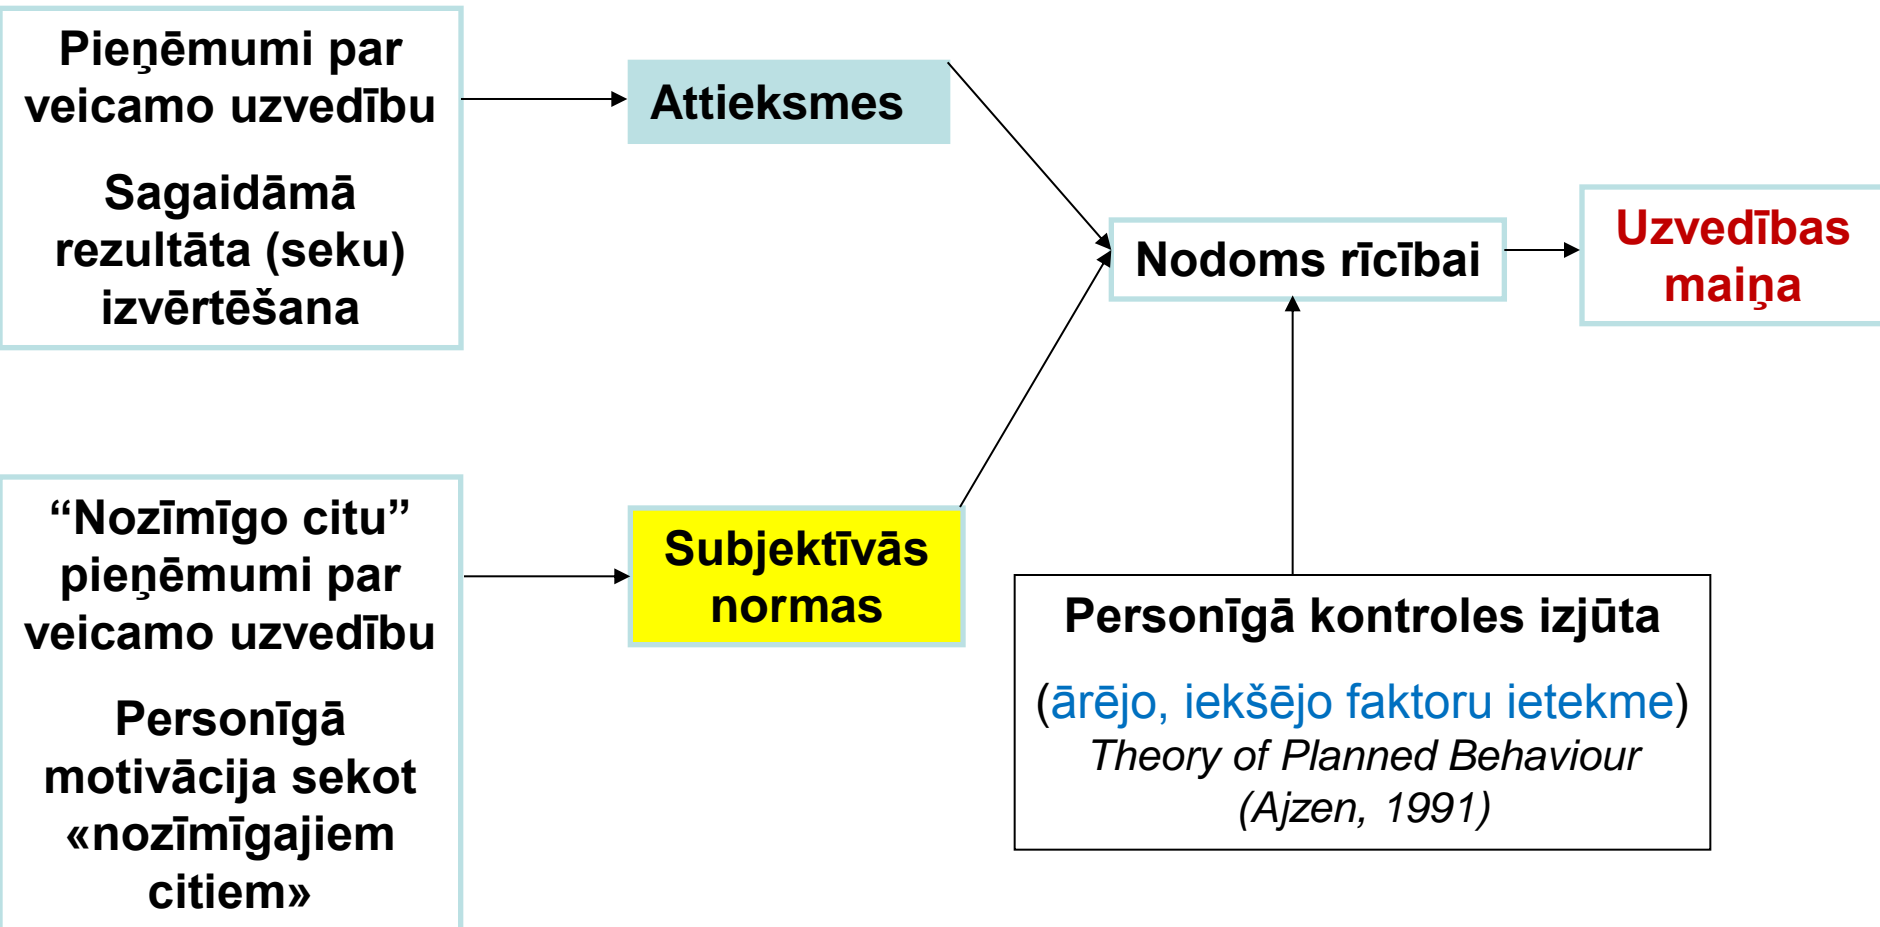 Pieņēmumi par
veicamo uzvedību
Sagaidāmā
rezultāta (seku)
izvērtēšana
Attieksmes
Nodoms rīcībai
Uzvedības
maiņa
“Nozīmīgo citu”
pieņēmumi par
veicamo uzvedību
Personīgā
motivācija sekot
«nozīmīgajiem
citiem»
Subjektīvās
normas
Personīgā kontroles izjūta
(ārējo, iekšējo faktoru ietekme)
Theory of Planned Behaviour
(Ajzen, 1991)